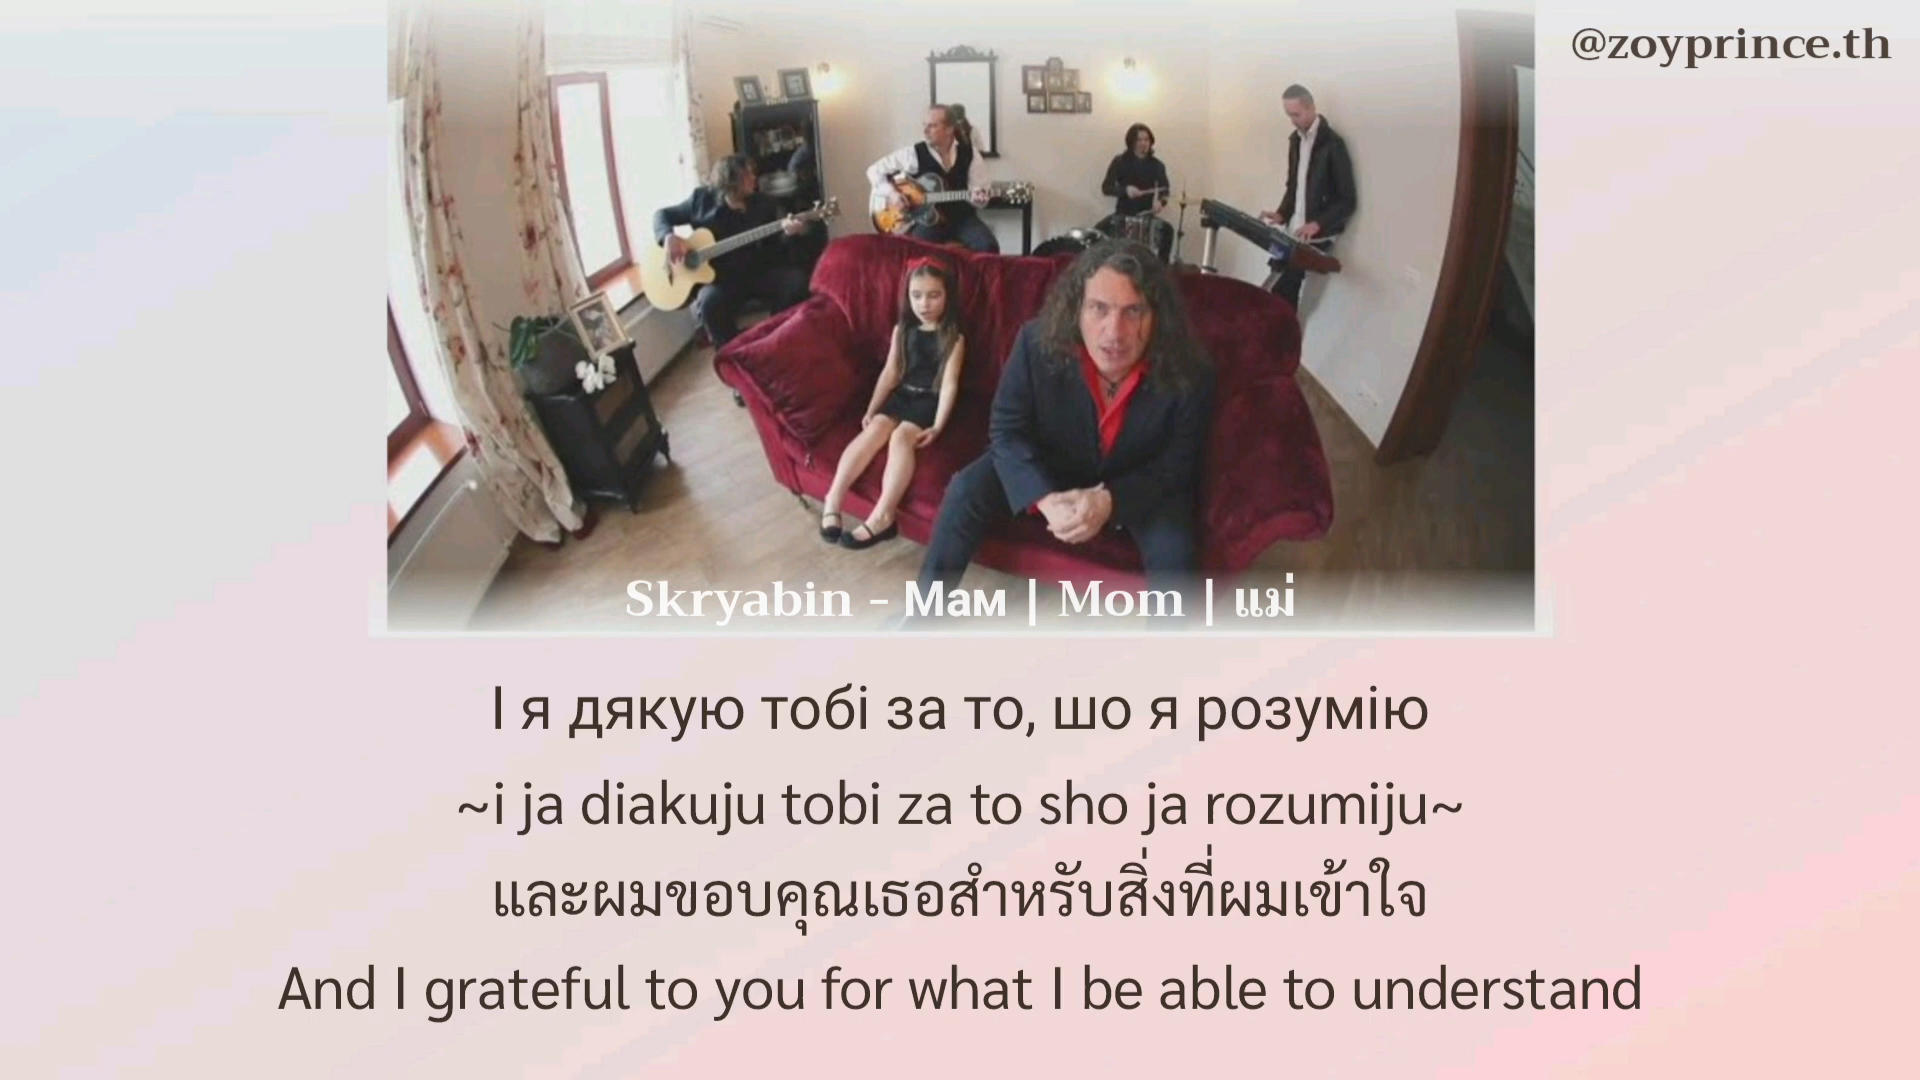 @zoyprince.th
Skryabin - Мам | Mom | แม่
І я дякую тобі за то, шо я розумію
~i ja diakuju tobi za to sho ja rozumiju~
และผมขอบคุณเธอสำหรับสิ่งที่ผมเข้าใจ
And I grateful to you for what I be able to understand